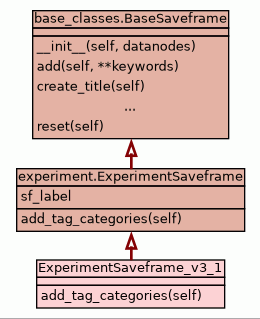 base_classes.BaseSaveframe
__init__(self, datanodes)
add(self, **keywords)
create_title(self)
...
reset(self)
experiment.ExperimentSaveframe
sf_label
add_tag_categories(self)
ExperimentSaveframe_v3_1
add_tag_categories(self)